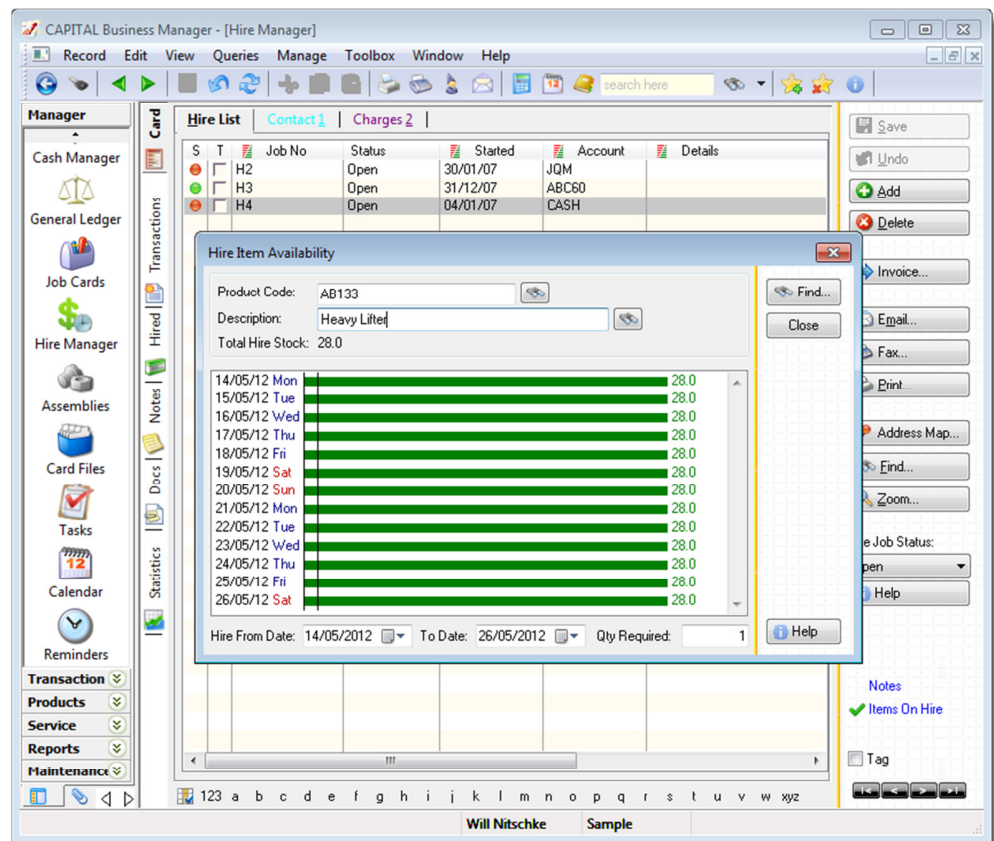 CAPITAL Business Manager - [Hire Manager]
Record Edit View Queries Manage Toolbox Window Help
search here
Manager
Cash Manager
General Ledger
Job Cards
Hire Manager
Assemblies
Card Files
Tasks
12
Calendar
Reminders
Transaction
Products
Service
Reports
Maintenance
Card
Transactions
Hired
Notes
Docs
Statistics
Hire List Contact 1 Charges 2
S T Job No Status Started Account Details
H2 Open 30/01/07 JQM
H3 Open 31/12/07 ABC60
H4 Open 04/01/07 CASH
Hire Item Availability
Product Code: AB133
Description: Heavy Lifter
Total Hire Stock: 28.0
Find...
Close
14/05/12 Mon 28.0
15/05/12 Tue 28.0
16/05/12 Wed 28.0
17/05/12 Thu 28.0
18/05/12 Fri 28.0
19/05/12 Sat 28.0
20/05/12 Sun 28.0
21/05/12 Mon 28.0
22/05/12 Tue 28.0
23/05/12 Wed 28.0
24/05/12 Thu 28.0
25/05/12 Fri 28.0
26/05/12 Sat 28.0
Hire From Date: 14/05/2012 To Date: 26/05/2012 Qty Required: 1
Help
Save
Undo
Add
Delete
Invoice...
Email...
Fax...
Print...
Address Map...
Find...
Zoom...
e Job Status:
pen
Help
Notes
Items On Hire
Tag
123 a b c d e f g h i j k l m n o p q r s t u v w xyz
Will Nitschke Sample